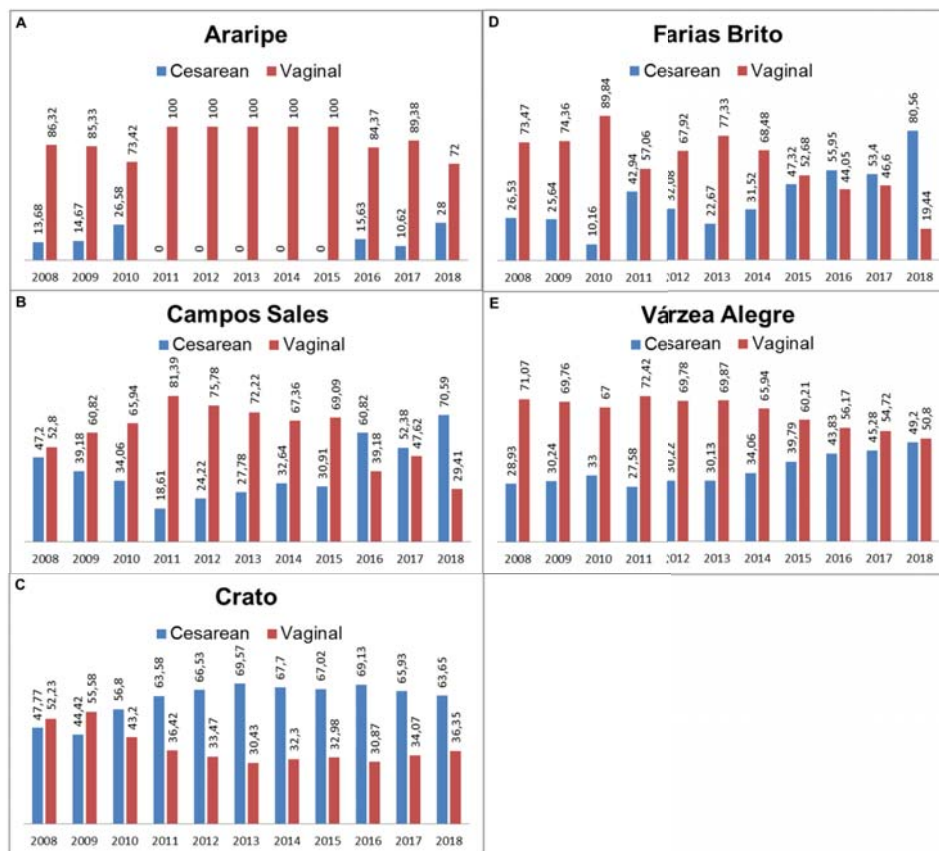 A
Araripe
Cesarean Vaginal
13,68 86,32 14,67 85,33 26,58 73,42 0 100 0 100 0 100 0 100 0 100 15,63 84,37 10,62 89,38 28 72
2008 2009 2010 2011 2012 2013 2014 2015 2016 2017 2018
B
Campos Sales
Cesarean Vaginal
47,2 52,8 39,18 60,82 34,06 65,94 18,61 81,39 24,22 75,78 27,78 72,22 32,64 67,36 30,91 69,09 60,82 39,18 52,38 47,62 70,59 29,41
2008 2009 2010 2011 2012 2013 2014 2015 2016 2017 2018
C
Crato
Cesarean Vaginal
47,77 52,23 44,42 55,58 56,8 43,2 63,58 36,42 66,53 33,47 69,57 30,43 67,7 32,3 67,02 32,98 69,13 30,87 65,93 34,07 63,65 36,35
2008 2009 2010 2011 2012 2013 2014 2015 2016 2017 2018
D
Farias Brito
Cesarean Vaginal
26,53 73,47 25,64 74,36 10,16 89,84 42,94 57,06 32,08 67,92 22,67 77,33 31,52 68,48 47,32 52,68 55,95 44,05 53,4 46,6 80,56 19,44
2008 2009 2010 2011 2012 2013 2014 2015 2016 2017 2018
E
Várzea Alegre
Cesarean Vaginal
28,93 71,07 30,24 69,76 33 67 27,58 72,42 30,22 69,78 30,13 69,87 34,06 65,94 39,79 60,21 43,83 56,17 45,28 54,72 49,2 50,8
2008 2009 2010 2011 2012 2013 2014 2015 2016 2017 2018